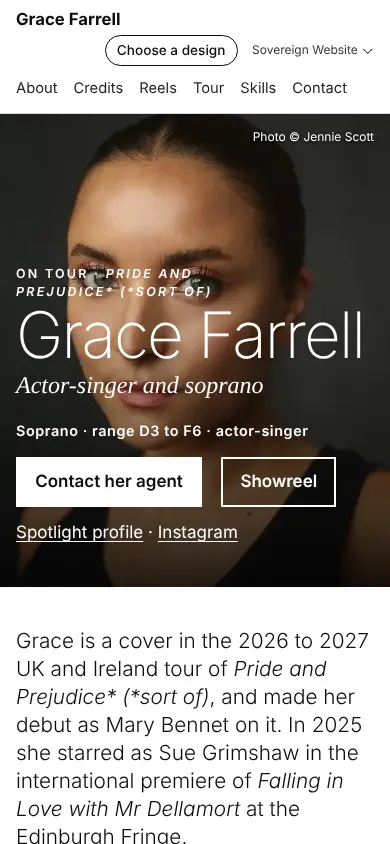 Grace Farrell
Choose a design
Sovereign Website
About Credits Reels Tour Skills Contact
Photo © Jennie Scott
ON TOUR · PRIDE AND
PREJUDICE* (*SORT OF)
Grace Farrell
Actor-singer and soprano
Soprano · range D3 to F6 · actor-singer
Contact her agent
Showreel
Spotlight profile · Instagram
Grace is a cover in the 2026 to 2027
UK and Ireland tour of Pride and
Prejudice* (*sort of), and made her
debut as Mary Bennet on it. In 2025
she starred as Sue Grimshaw in the
international premiere of Falling in
Love with Mr Dellamort at the
Edinburgh Fringe.